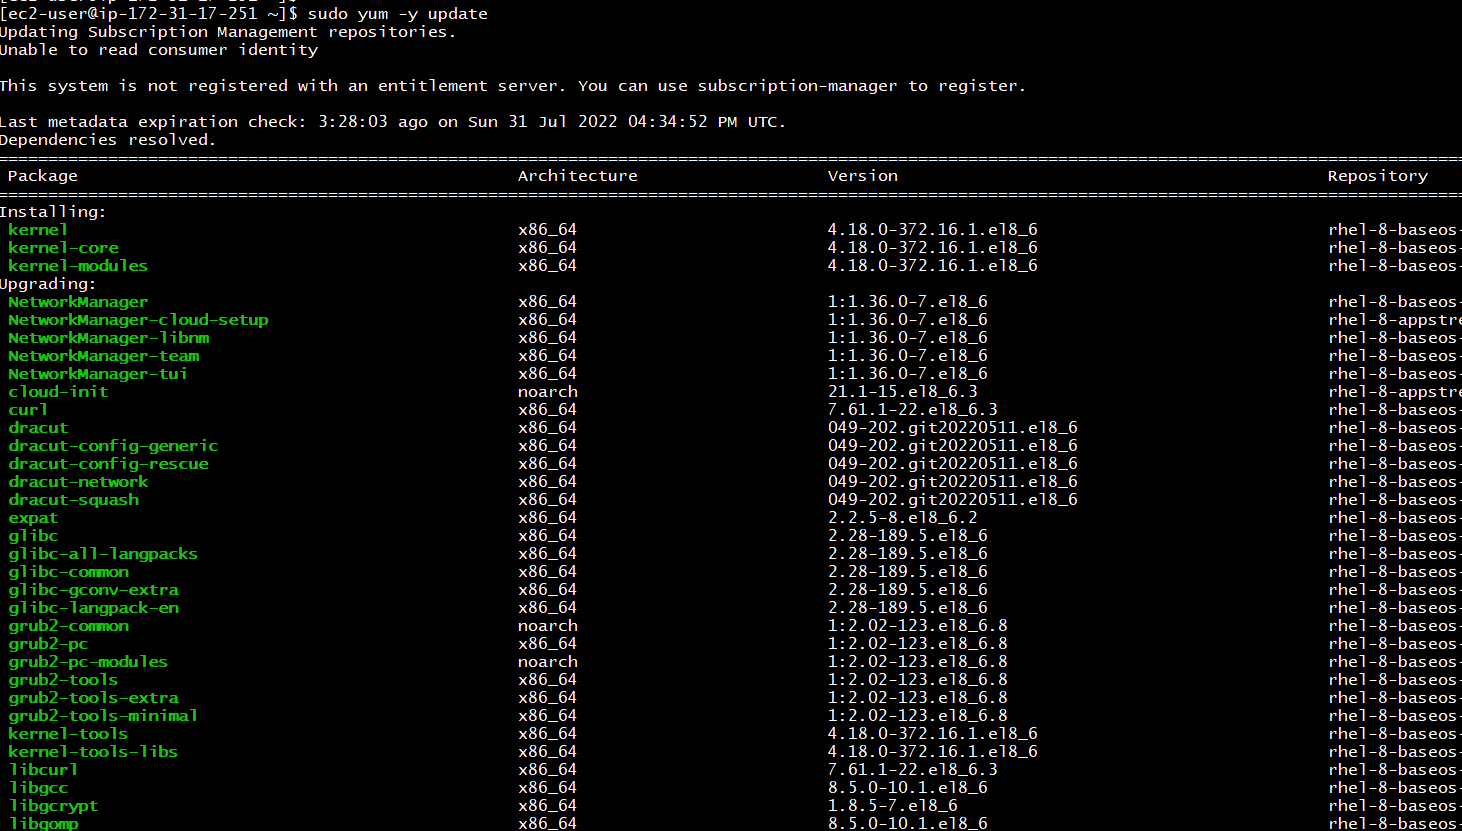 [ec2-user@ip-172-31-17-251 ~]$ sudo yum -y update
Updating Subscription Management repositories.
Unable to read consumer identity
This system is not registered with an entitlement server. You can use subscription-manager to register.
Last metadata expiration check: 3:28:03 ago on Sun 31 Jul 2022 04:34:52 PM UTC.
Dependencies resolved.
Package Architecture Version Repository
Installing:
kernel x86_64 4.18.0-372.16.1.el8_6 rhel-8-baseos-
kernel-core x86_64 4.18.0-372.16.1.el8_6 rhel-8-baseos-
kernel-modules x86_64 4.18.0-372.16.1.el8_6 rhel-8-baseos-
Upgrading:
NetworkManager x86_64 1:1.36.0-7.el8_6 rhel-8-baseos-
NetworkManager-cloud-setup x86_64 1:1.36.0-7.el8_6 rhel-8-appstre
NetworkManager-libnm x86_64 1:1.36.0-7.el8_6 rhel-8-baseos-
NetworkManager-team x86_64 1:1.36.0-7.el8_6 rhel-8-baseos-
NetworkManager-tui x86_64 1:1.36.0-7.el8_6 rhel-8-baseos-
cloud-init noarch 21.1-15.el8_6.3 rhel-8-appstre
curl x86_64 7.61.1-22.el8_6.3 rhel-8-baseos-
dracut x86_64 049-202.git20220511.el8_6 rhel-8-baseos-
dracut-config-generic x86_64 049-202.git20220511.el8_6 rhel-8-baseos-
dracut-config-rescue x86_64 049-202.git20220511.el8_6 rhel-8-baseos-
dracut-network x86_64 049-202.git20220511.el8_6 rhel-8-baseos-
dracut-squash x86_64 049-202.git20220511.el8_6 rhel-8-baseos-
expat x86_64 2.2.5-8.el8_6.2 rhel-8-baseos-
glibc x86_64 2.28-189.5.el8_6 rhel-8-baseos-
glibc-all-langpacks x86_64 2.28-189.5.el8_6 rhel-8-baseos-
glibc-common x86_64 2.28-189.5.el8_6 rhel-8-baseos-
glibc-gconv-extra x86_64 2.28-189.5.el8_6 rhel-8-baseos-
glibc-langpack-en x86_64 2.28-189.5.el8_6 rhel-8-baseos-
grub2-common noarch 1:2.02-123.el8_6.8 rhel-8-baseos-
grub2-pc x86_64 1:2.02-123.el8_6.8 rhel-8-baseos-
grub2-pc-modules noarch 1:2.02-123.el8_6.8 rhel-8-baseos-
grub2-tools x86_64 1:2.02-123.el8_6.8 rhel-8-baseos-
grub2-tools-extra x86_64 1:2.02-123.el8_6.8 rhel-8-baseos-
grub2-tools-minimal x86_64 1:2.02-123.el8_6.8 rhel-8-baseos-
kernel-tools x86_64 4.18.0-372.16.1.el8_6 rhel-8-baseos-
kernel-tools-libs x86_64 4.18.0-372.16.1.el8_6 rhel-8-baseos-
libcurl x86_64 7.61.1-22.el8_6.3 rhel-8-baseos-
libgcc x86_64 8.5.0-10.1.el8_6 rhel-8-baseos-
libgcrypt x86_64 1.8.5-7.el8_6 rhel-8-baseos-
libgomp x86_64 8.5.0-10.1.el8_6 rhel-8-baseos-